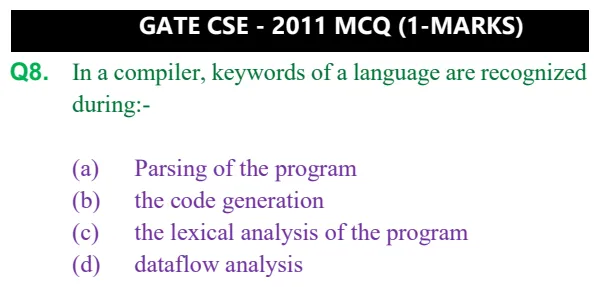 GATE CSE - 2011 MCQ (1-MARKS)
Q8. In a compiler, keywords of a language are recognized
during:-
(a) Parsing of the program
(b) the code generation
(c) the lexical analysis of the program
(d) dataflow analysis